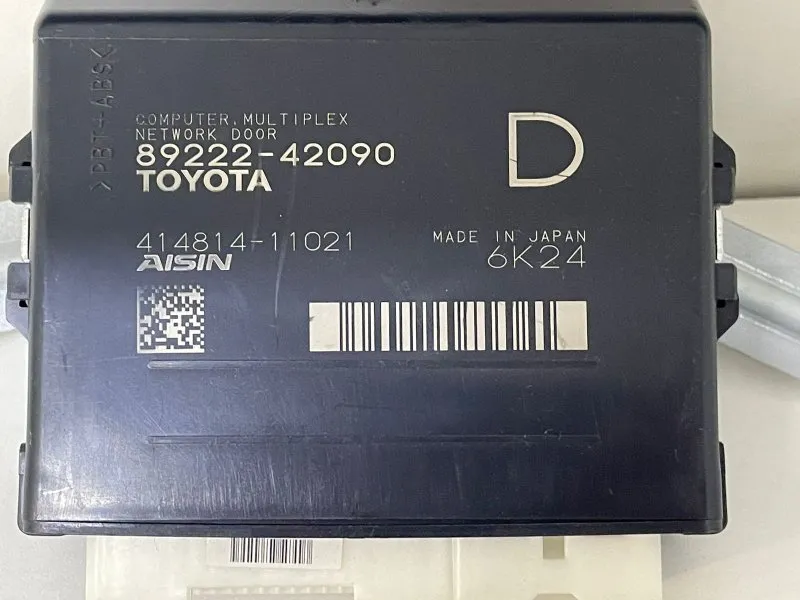 >PBT+ABS<
COMPUTER, MULTIPLEX
NETWORK DOOR
89222-42090
TOYOTA
D
414814-11021
AISIN
MADE IN JAPAN
6K24